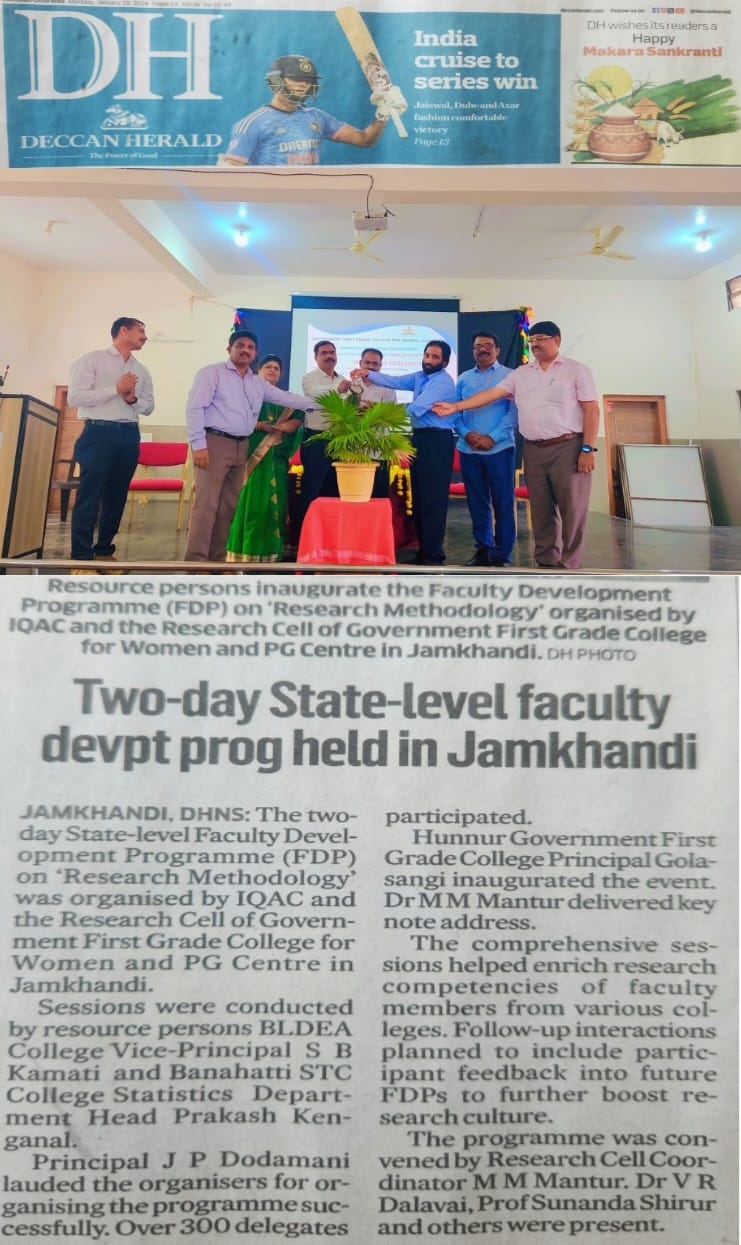 Monday, January 15, 2024
DH
DECCAN HERALD
The Power of Good
India
cruise to
series win
Jaiswal, Dube and Axar
fashion comfortable
victory
Page 13
deccanherald.com
Follow us on
@deccanherald
DH wishes its readers a
Happy
Makara Sankranti
Resource persons inaugurate the Faculty Development
Programme (FDP) on 'Research Methodology' organised by
IQAC and the Research Cell of Government First Grade College
for Women and PG Centre in Jamkhandi. DH PHOTO
Two-day State-level faculty
devpt prog held in Jamkhandi
JAMKHANDI, DHNS: The two-
day State-level Faculty Devel-
opment Programme (FDP)
on 'Research Methodology'
was organised by IQAC and
the Research Cell of Govern-
ment First Grade College for
Women and PG Centre in
Jamkhandi.
Sessions were conducted
by resource persons BLDEA
College Vice-Principal S B
Kamati and Banahatti STC
College Statistics Depart-
ment Head Prakash Ken-
ganal.
Principal J P Dodamani
lauded the organisers for or-
ganising the programme suc-
cessfully. Over 300 delegates
participated.
Hunnur Government First
Grade College Principal Gola-
sangi inaugurated the event.
Dr M M Mantur delivered key
note address.
The comprehensive ses-
sions helped enrich research
competencies of faculty
members from various col-
leges. Follow-up interactions
planned to include partic-
ipant feedback into future
FDPs to further boost re-
search culture.
The programme was con-
vened by Research Cell Coor-
dinator M M Mantur. Dr V R
Dalavai, Prof Sunanda Shirur
and others were present.